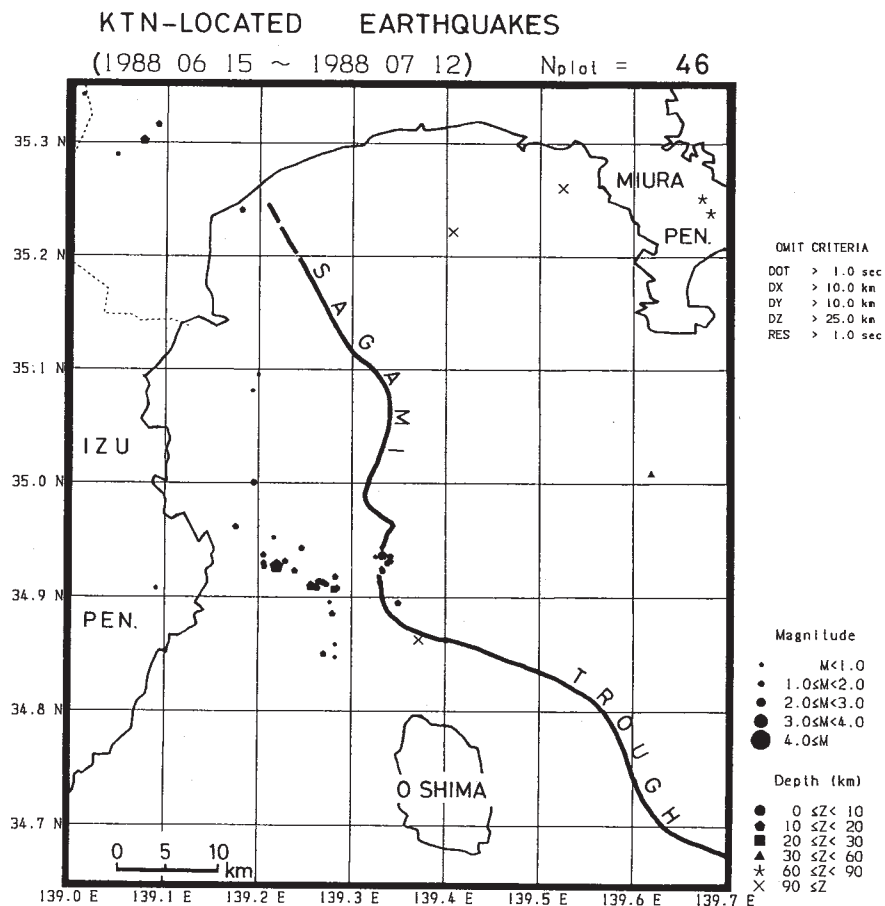 KTN-LOCATED EARTHQUAKES
(1988 06 15 ~ 1988 07 12) Nplot = 46
35.3 N
35.2 N
35.1 N
35.0 N
34.9 N
34.8 N
34.7 N
139.0 E 139.1 E 139.2 E 139.3 E 139.4 E 139.5 E 139.6 E 139.7 E
MIURA
PEN.
SAGAMI
TROUGH
IZU
PEN.
O SHIMA
0 5 10
km
OMIT CRITERIA
DOT > 1.0 sec
DX > 10.0 km
DY > 10.0 km
DZ > 25.0 km
RES > 1.0 sec
Magnitude
M<1.0
1.0≤M<2.0
2.0≤M<3.0
3.0≤M<4.0
4.0≤M
Depth (km)
0 ≤Z< 10
10 ≤Z< 20
20 ≤Z< 30
30 ≤Z< 60
60 ≤Z< 90
90 ≤Z